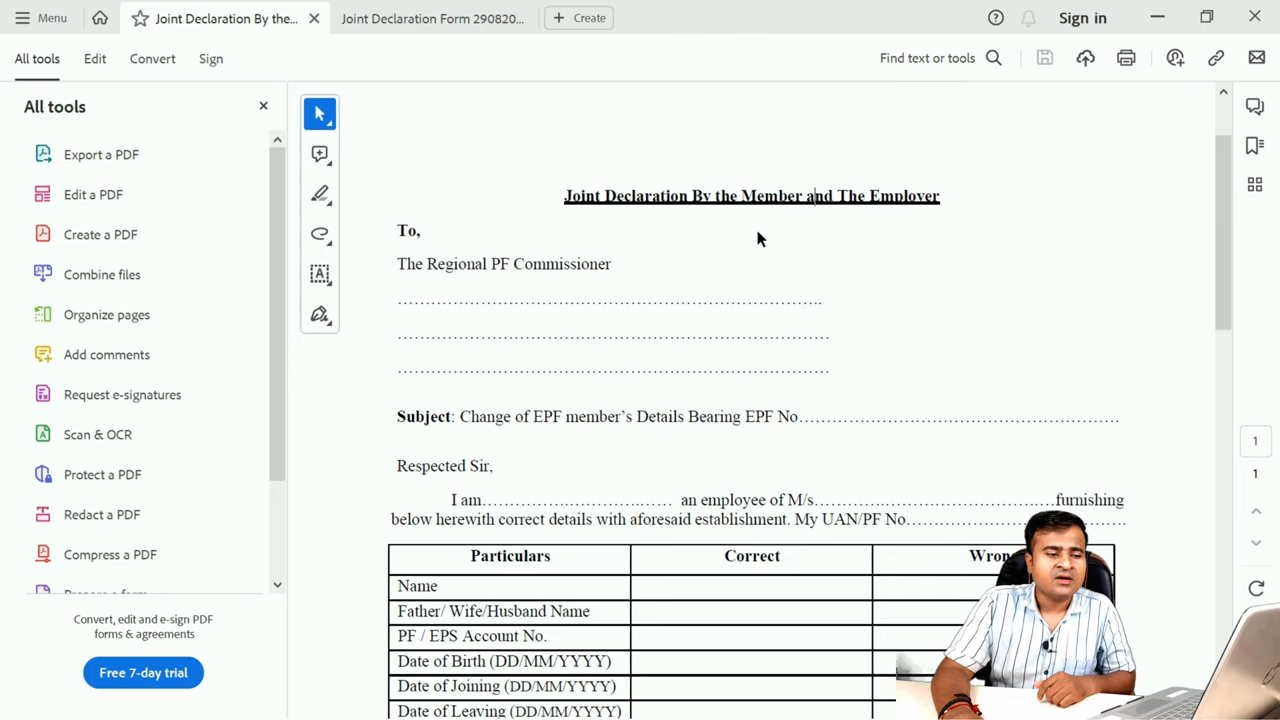 Menu
Joint Declaration By the...
Joint Declaration Form 290820...
Create
Sign in
All tools
Edit
Convert
Sign
Find text or tools
All tools
Export a PDF
Edit a PDF
Create a PDF
Combine files
Organize pages
Add comments
Request e-signatures
Scan & OCR
Protect a PDF
Redact a PDF
Compress a PDF
Convert, edit and e-sign PDF
forms & agreements
Free 7-day trial
Joint Declaration By the Member and The Employer
To,
The Regional PF Commissioner
………………………………………………………………..
…………………………………………………………………
…………………………………………………………………
Subject: Change of EPF member’s Details Bearing EPF No…………………………………………………
Respected Sir,
I am…………………………… an employee of M/s……………………………………furnishing
below herewith correct details with aforesaid establishment. My UAN/PF No…………………………………
Particulars Correct
Name
Father/ Wife/Husband Name
PF / EPS Account No.
Date of Birth (DD/MM/YYYY)
Date of Joining (DD/MM/YYYY)
Date of Leaving (DD/MM/YYYY)
1
1